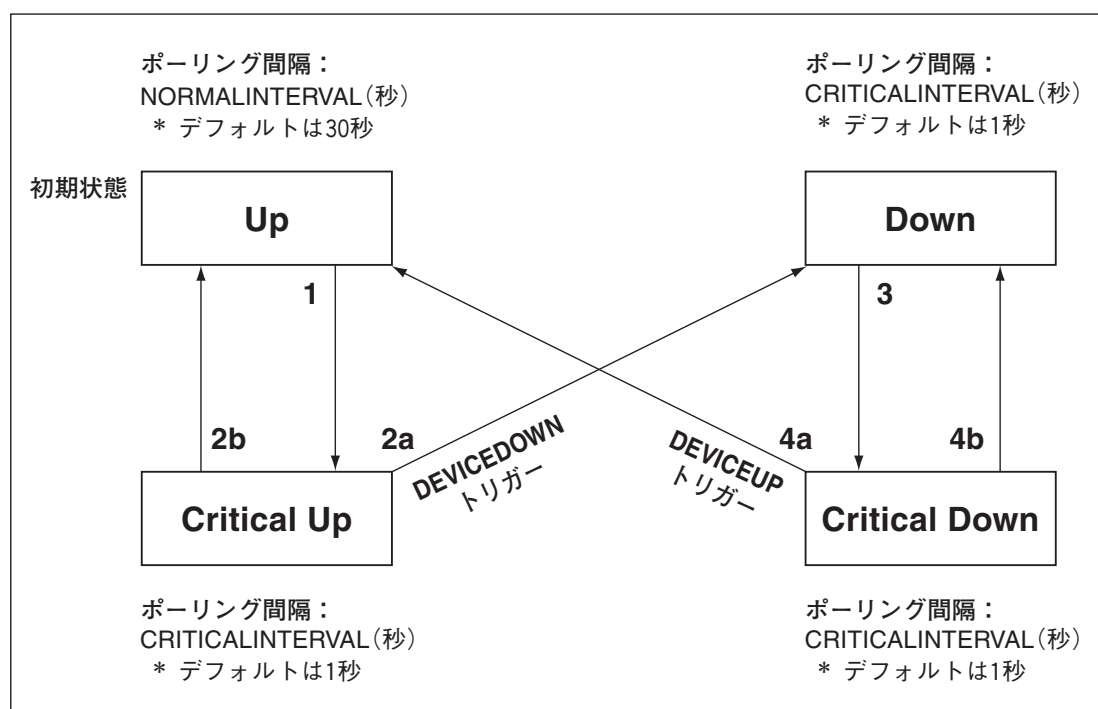 ポーリング間隔：
NORMALINTERVAL（秒）
* デフォルトは30秒
ポーリング間隔：
CRITICALINTERVAL（秒）
* デフォルトは1秒
初期状態
Up
Down
1
3
2b
2a
DEVICEDOWN
トリガー
DEVICEUP
トリガー
4a
4b
Critical Up
Critical Down
ポーリング間隔：
CRITICALINTERVAL（秒）
* デフォルトは1秒
ポーリング間隔：
CRITICALINTERVAL（秒）
* デフォルトは1秒